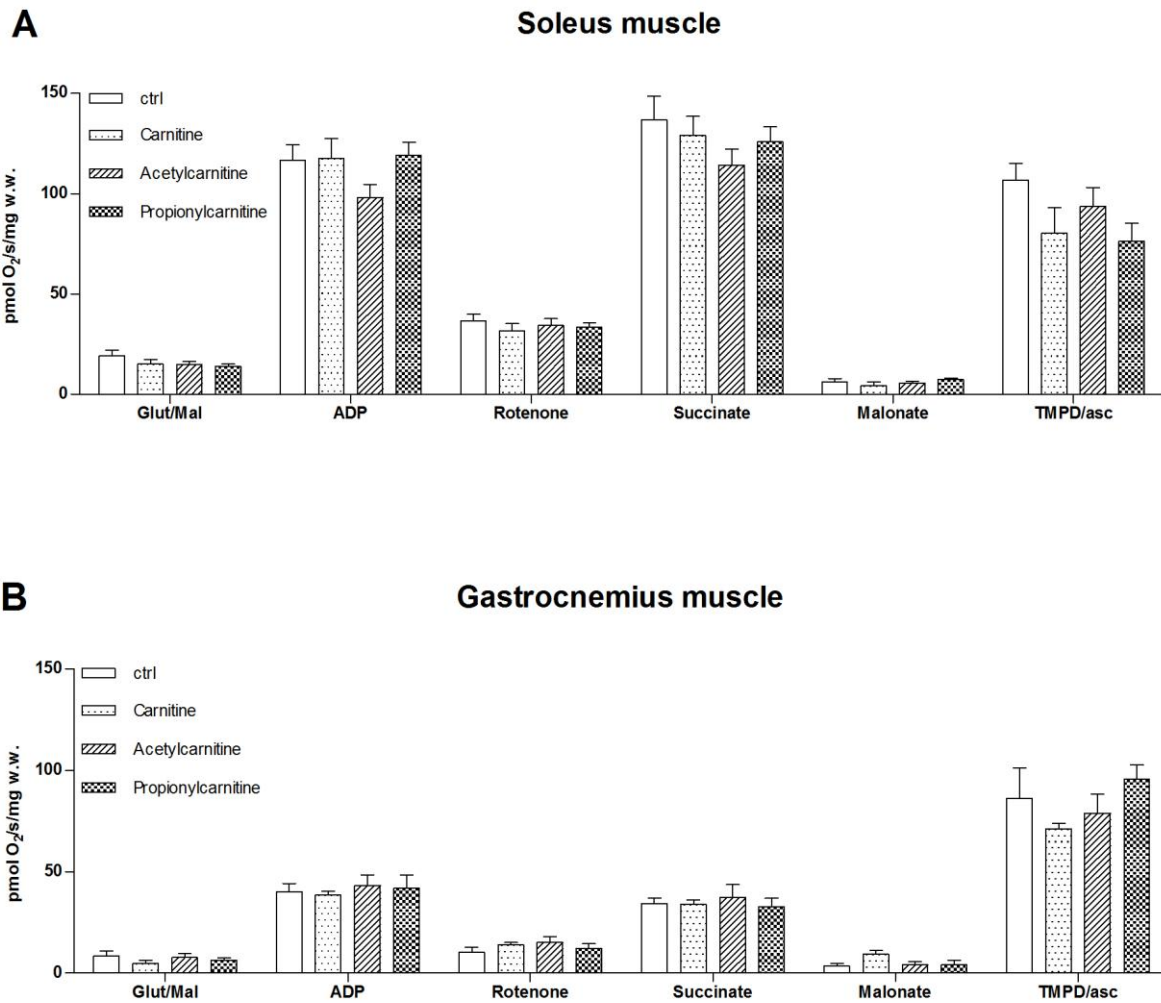 A
Soleus muscle
pmol O₂/s/mg w.w.
150
100
50
0
ctrl
Carnitine
Acetylcarnitine
Propionylcarnitine
Glut/Mal ADP Rotenone Succinate Malonate TMPD/asc
B
Gastrocnemius muscle
pmol O₂/s/mg w.w.
150
100
50
0
ctrl
Carnitine
Acetylcarnitine
Propionylcarnitine
Glut/Mal ADP Rotenone Succinate Malonate TMPD/asc